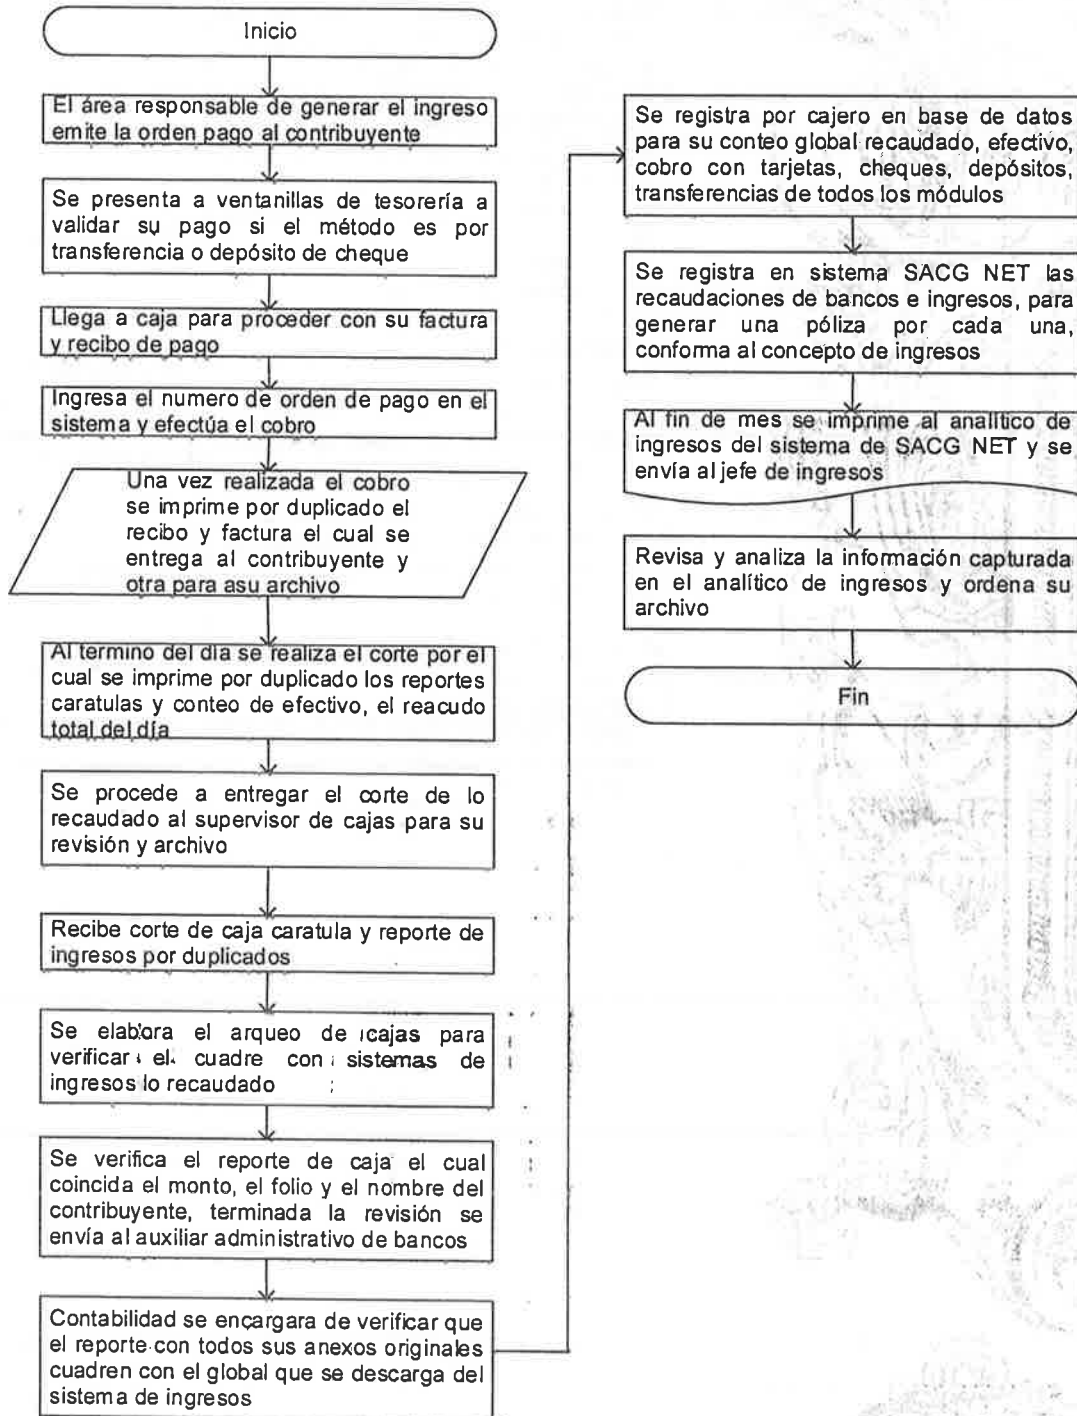 Inicio
El área responsable de generar el ingreso
emite la orden pago al contribuyente
Se presenta a ventanillas de tesorería a
validar su pago si el método es por
transferencia o depósito de cheque
Llega a caja para proceder con su factura
y recibo de pago
Ingresa el numero de orden de pago en el
sistema y efectúa el cobro
Una vez realizada el cobro
se imprime por duplicado el
recibo y factura el cual se
entrega al contribuyente y
otra para asu archivo
Al termino del día se realiza el corte por el
cual se imprime por duplicado los reportes
caratulas y conteo de efectivo, el reacudo
total del día
Se procede a entregar el corte de lo
recaudado al supervisor de cajas para su
revisión y archivo
Recibe corte de caja caratula y reporte de
ingresos por duplicados
Se elabora el arqueo de cajas para
verificar el cuadre con sistemas de
ingresos lo recaudado
Se verifica el reporte de caja el cual
coincida el monto, el folio y el nombre del
contribuyente, terminada la revisión se
envía al auxiliar administrativo de bancos
Contabilidad se encargara de verificar que
el reporte con todos sus anexos originales
cuadren con el global que se descarga del
sistema de ingresos
Se registra por cajero en base de datos
para su conteo global recaudado, efectivo,
cobro con tarjetas, cheques, depósitos,
transferencias de todos los módulos
Se registra en sistema SACG NET las
recaudaciones de bancos e ingresos, para
generar una póliza por cada una,
conforma al concepto de ingresos
Al fin de mes se imprime al analítico de
ingresos del sistema de SACG NET y se
envía al jefe de ingresos
Revisa y analiza la información capturada
en el analítico de ingresos y ordena su
archivo
Fin